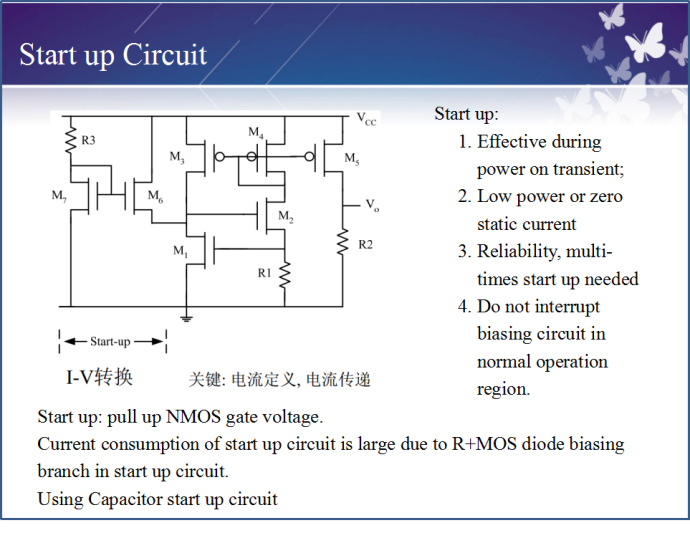 Start up Circuit
V_CC
R3
M_4
M_3
M_5
M_7
M_6
V_o
M_2
M_1
R2
R1
Start-up
I-V转换
关键: 电流定义, 电流传递
Start up:
1. Effective during
power on transient;
2. Low power or zero
static current
3. Reliability, multi-
times start up needed
4. Do not interrupt
biasing circuit in
normal operation
region.
Start up: pull up NMOS gate voltage.
Current consumption of start up circuit is large due to R+MOS diode biasing
branch in start up circuit.
Using Capacitor start up circuit